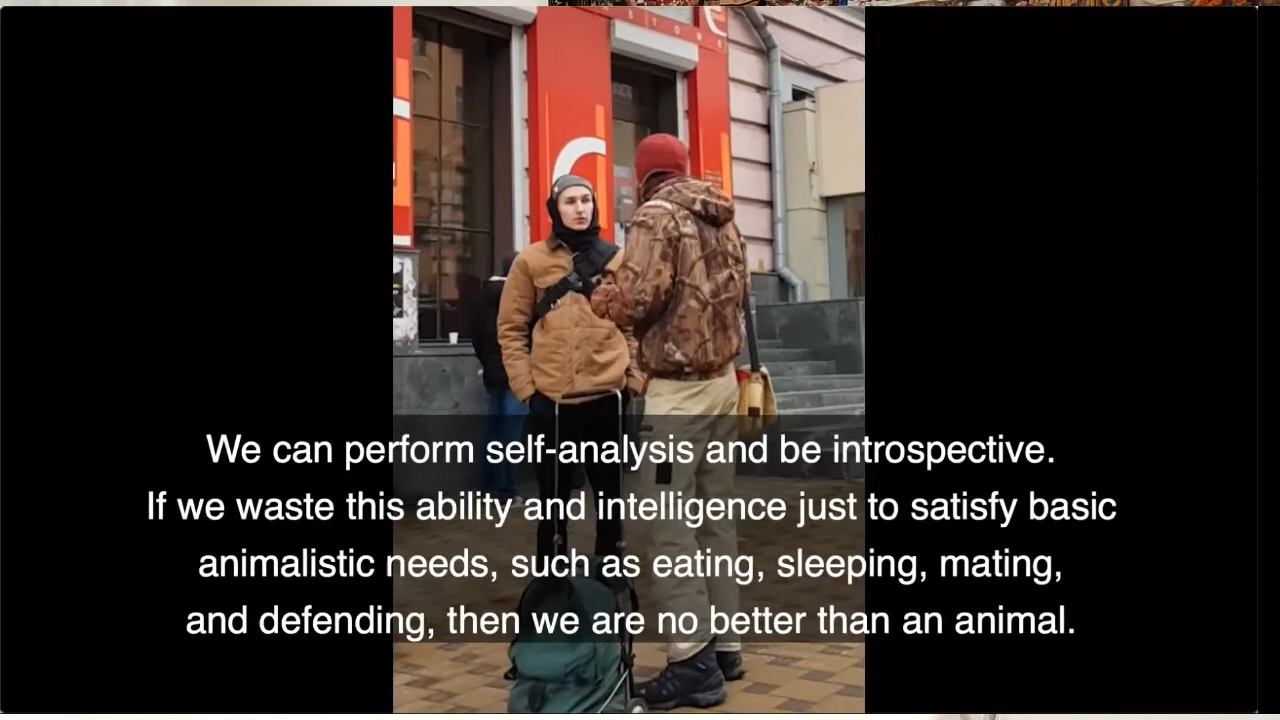 We can perform self-analysis and be introspective.
If we waste this ability and intelligence just to satisfy basic
animalistic needs, such as eating, sleeping, mating,
and defending, then we are no better than an animal.